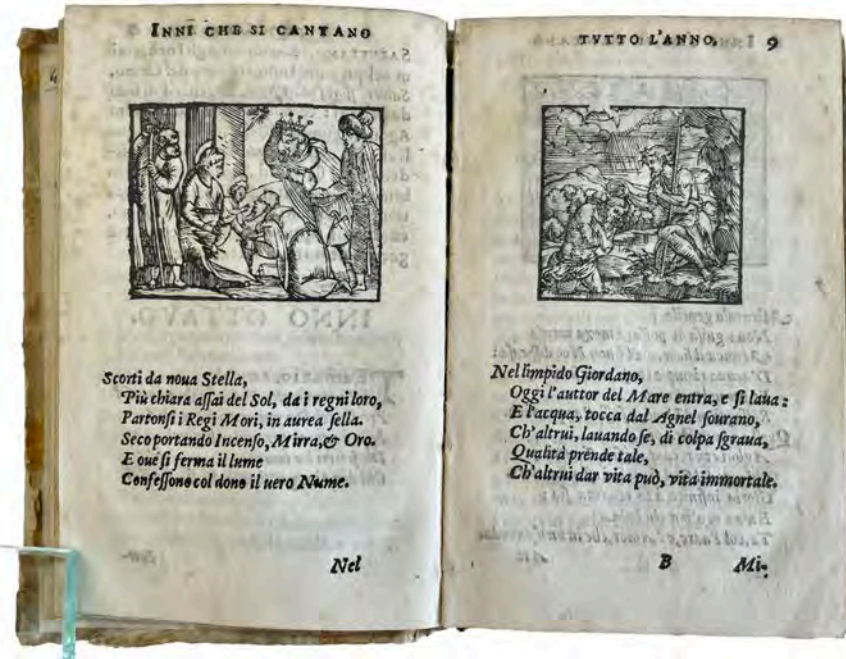 INNI CHE SI CANTANO
Scorti da noua Stella,
Più chiara aſſai del Sol, da i regni loro,
Partonſi i Regi Mori, in aurea ſella.
Seco portando Incenſo, Mirra, & Oro.
E oue ſi ferma il lume
Confeſſono col dono il uero Nume.
Nel
TVTTO L'ANNO. 9
Nel limpido Giordano,
Oggi l'auttor del Mare entra, e ſi laua:
E l'acqua, tocca dal Agnel ſourano,
Ch'altrui, lauando ſe, di colpa ſgraua,
Qualità prende tale,
Ch'altrui dar vita può, vita immortale.
B Mi-